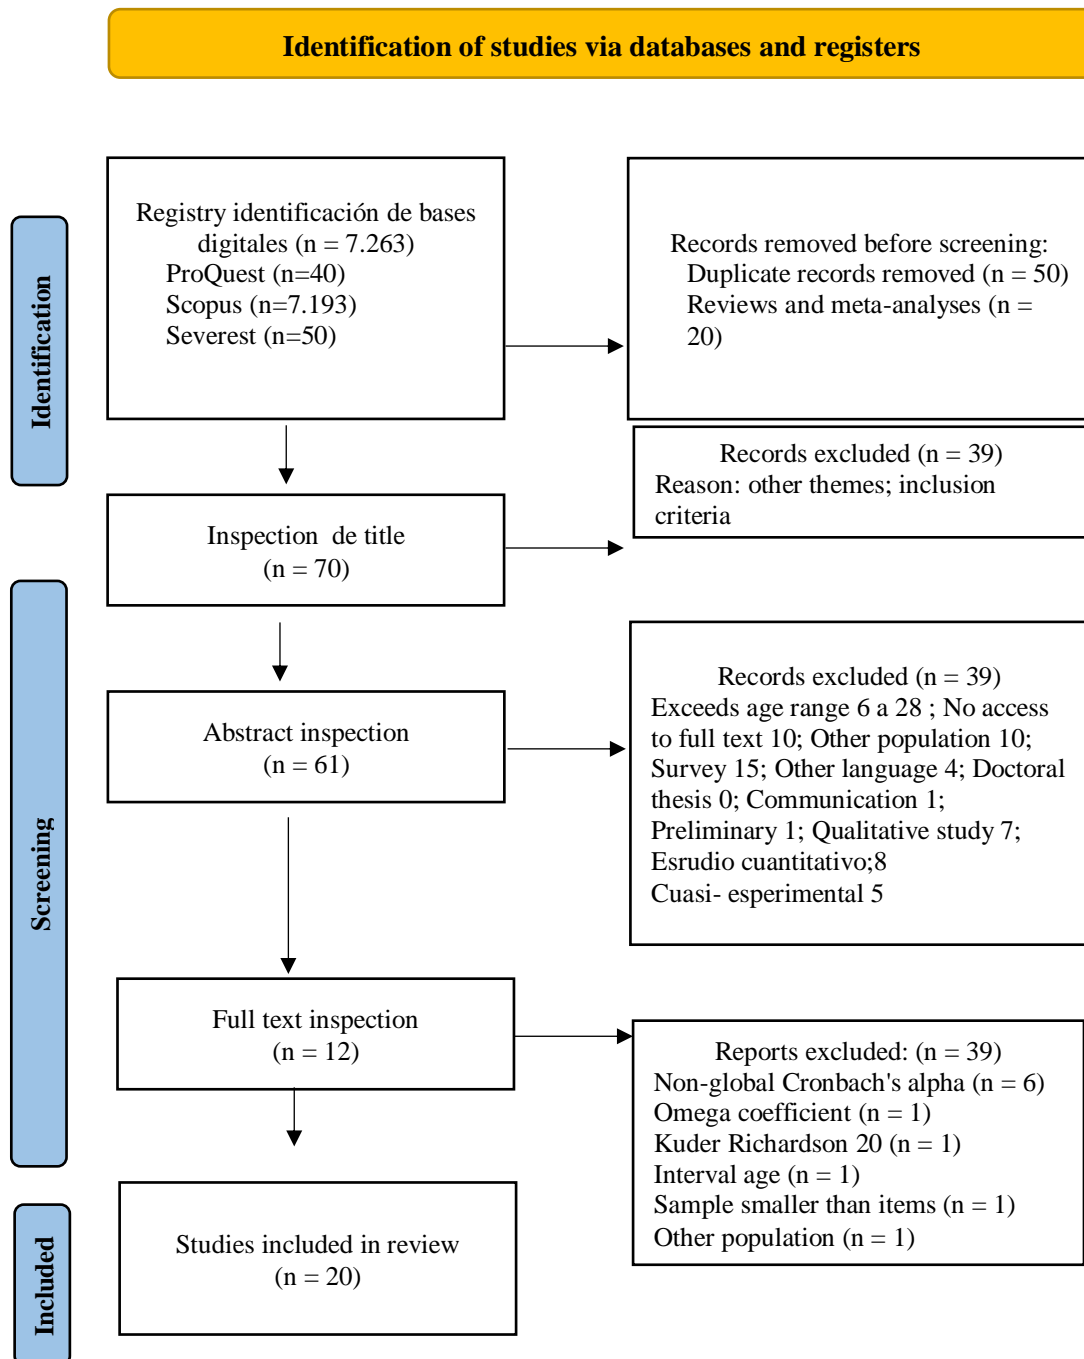 Identification of studies via databases and registers
Identification
Registry identificación de bases
digitales (n = 7.263)
ProQuest (n=40)
Scopus (n=7.193)
Severest (n=50)
Records removed before screening:
Duplicate records removed (n = 50)
Reviews and meta-analyses (n =
20)
Records excluded (n = 39)
Reason: other themes; inclusion
criteria
Inspection de title
(n = 70)
Screening
Abstract inspection
(n = 61)
Records excluded (n = 39)
Exceeds age range 6 a 28 ; No access
to full text 10; Other population 10;
Survey 15; Other language 4; Doctoral
thesis 0; Communication 1;
Preliminary 1; Qualitative study 7;
Esrudio cuantitativo;8
Cuasi- esperimental 5
Full text inspection
(n = 12)
Reports excluded: (n = 39)
Non-global Cronbach's alpha (n = 6)
Omega coefficient (n = 1)
Kuder Richardson 20 (n = 1)
Interval age (n = 1)
Sample smaller than items (n = 1)
Other population (n = 1)
Included
Studies included in review
(n = 20)